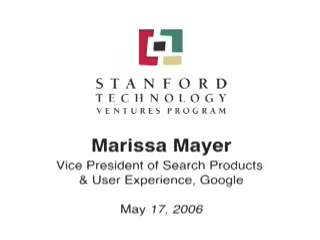 STANFORD
TECHNOLOGY
VENTURES PROGRAM
Marissa Mayer
Vice President of Search Products
& User Experience, Google
May 17, 2006